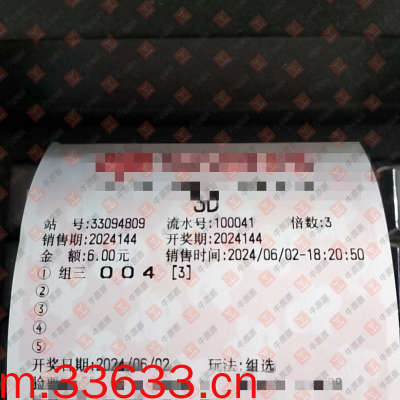 3D
站 号:33094809 流水号:100041 倍数:3
销售期:2024144 开奖期:2024144
金 额:6.00元 销售时间:2024/06/02-18:20:50
① 组三 0 0 4 [3]
②
③
④
⑤
开奖日期:2024/06/02 玩法:组选
m.33633.cn